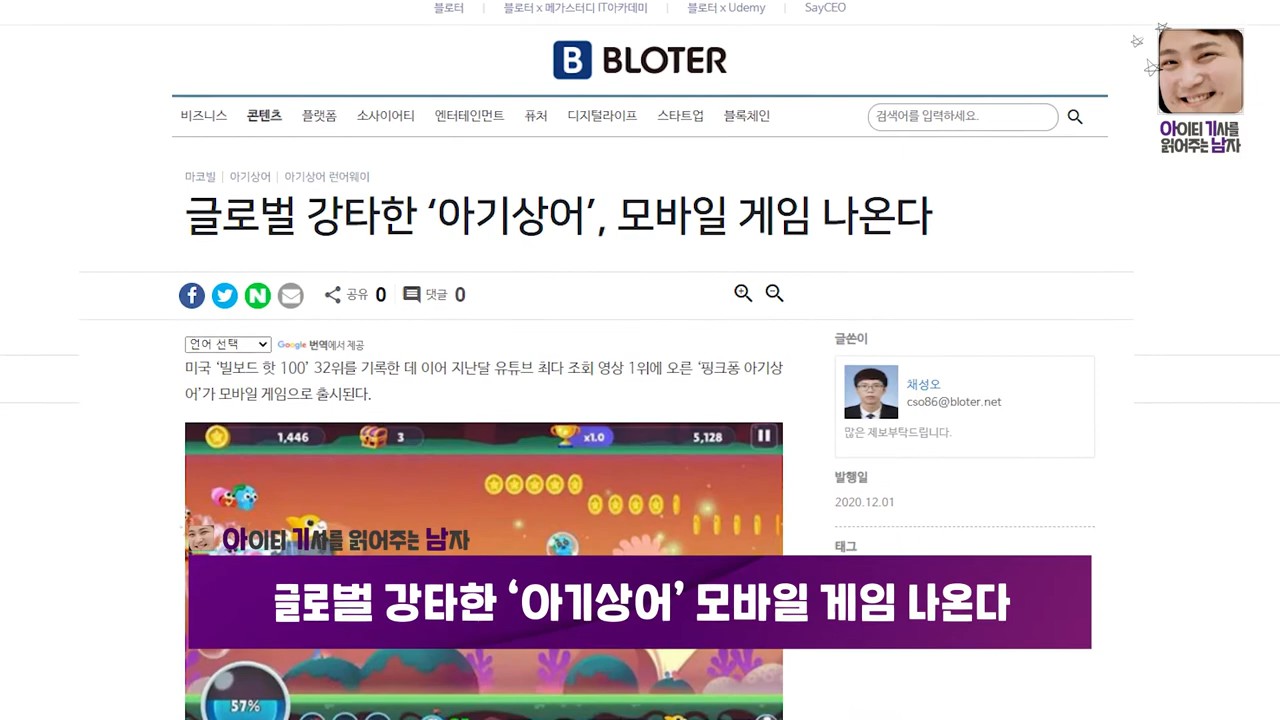 블로터
블로터 x 메가스터디 IT아카데미
블로터 x Udemy
SayCEO
B BLOTER
아이티 기사를
읽어주는 남자
비즈니스 콘텐츠 플랫폼 소사이어티 엔터테인먼트 퓨처 디지털라이프 스타트업 블록체인
검색어를 입력하세요.
마코빌 | 아기상어 | 아기상어 런어웨이
글로벌 강타한 ‘아기상어’, 모바일 게임 나온다
공유 0 댓글 0
언어 선택 Google 번역에서 제공
미국 ‘빌보드 핫 100’ 32위를 기록한 데 이어 지난달 유튜브 최다 조회 영상 1위에 오른 ‘핑크퐁 아기상
어’가 모바일 게임으로 출시된다.
글쓴이
채성오
cso86@bloter.net
많은 제보부탁드립니다.
발행일
2020.12.01
태그
1,446 3 x1.0 5,128
아이티 기사를 읽어주는 남자
글로벌 강타한 ‘아기상어’ 모바일 게임 나온다
57%